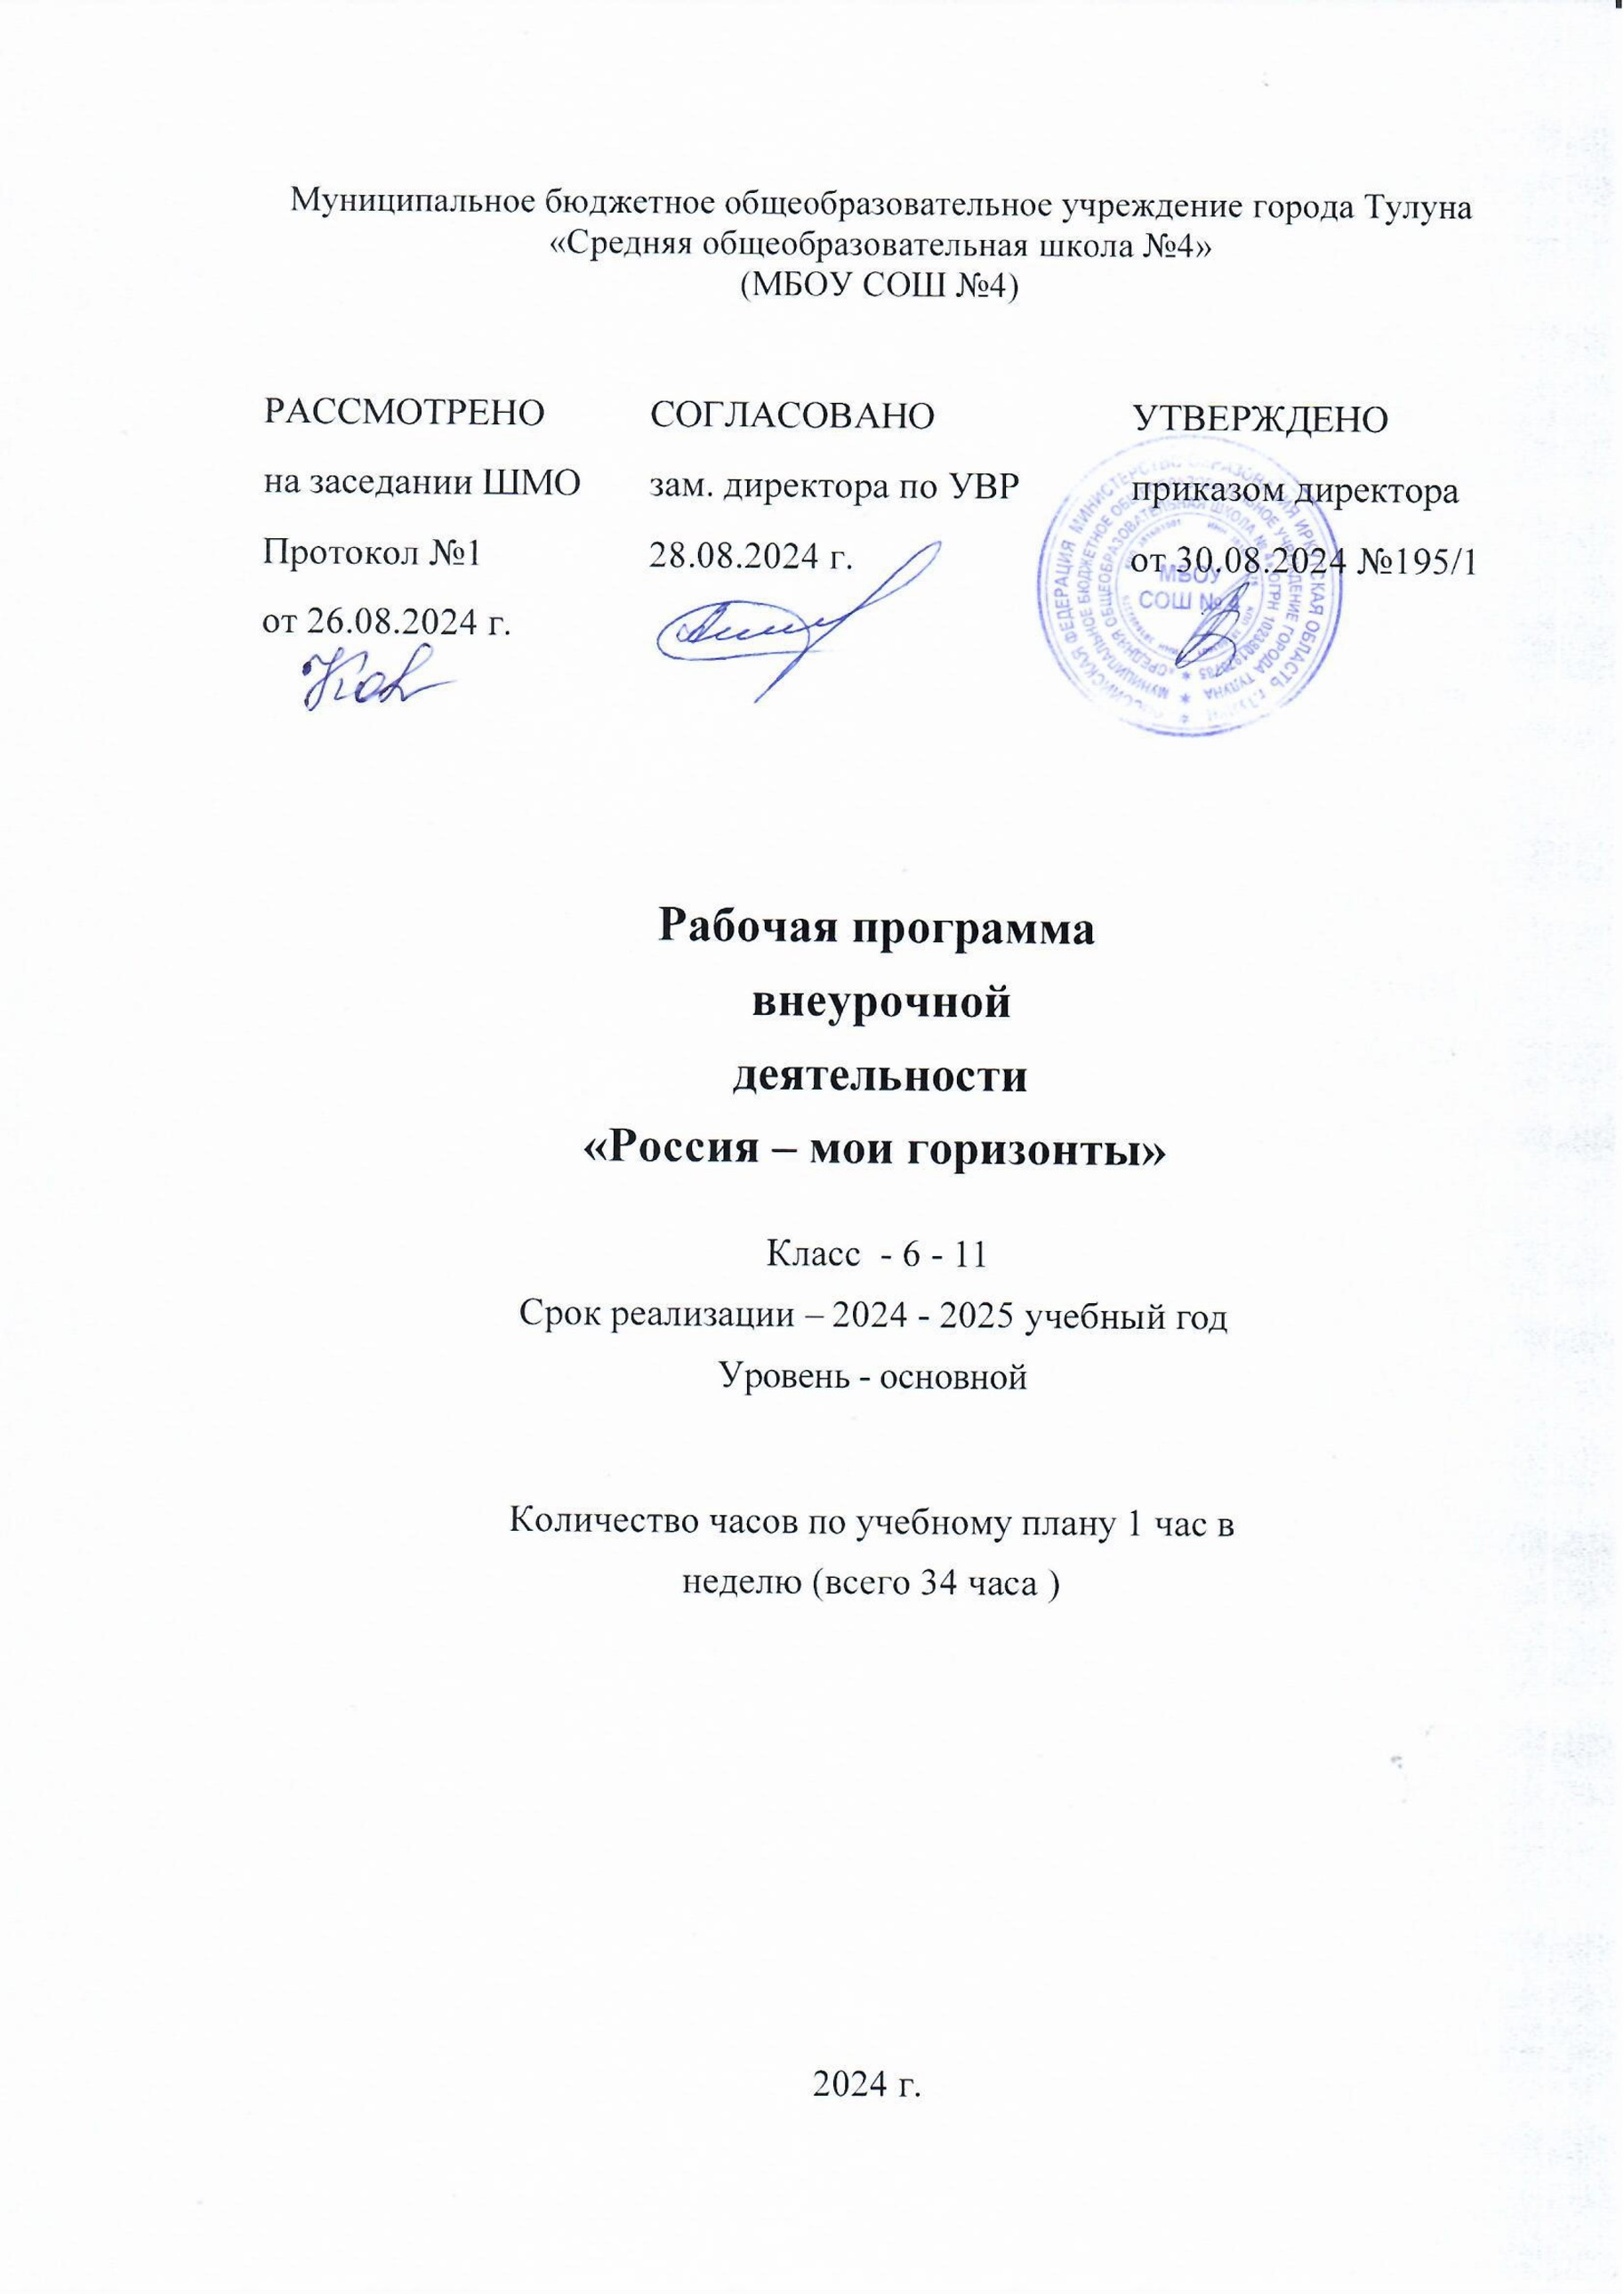 Муниципальное бюджетное общеобразовательное учреждение города Тулуна
«Средняя общеобразовательная школа №4»
(МБОУ СОШ №4)
РАССМОТРЕНО
на заседании ШМО
Протокол №1
от 26.08.2024 г.
СОГЛАСОВАНО
зам. директора по УВР
28.08.2024 г.
УТВЕРЖДЕНО
приказом директора
от 30.08.2024 №195/1
МБОУ
СОШ №
Рабочая программа
внеурочной
деятельности
«Россия – мои горизонты»
Класс  - 6 - 11
Срок реализации – 2024 - 2025 учебный год
Уровень - основной
Количество часов по учебному плану 1 час в
неделю (всего 34 часа )
2024 г.